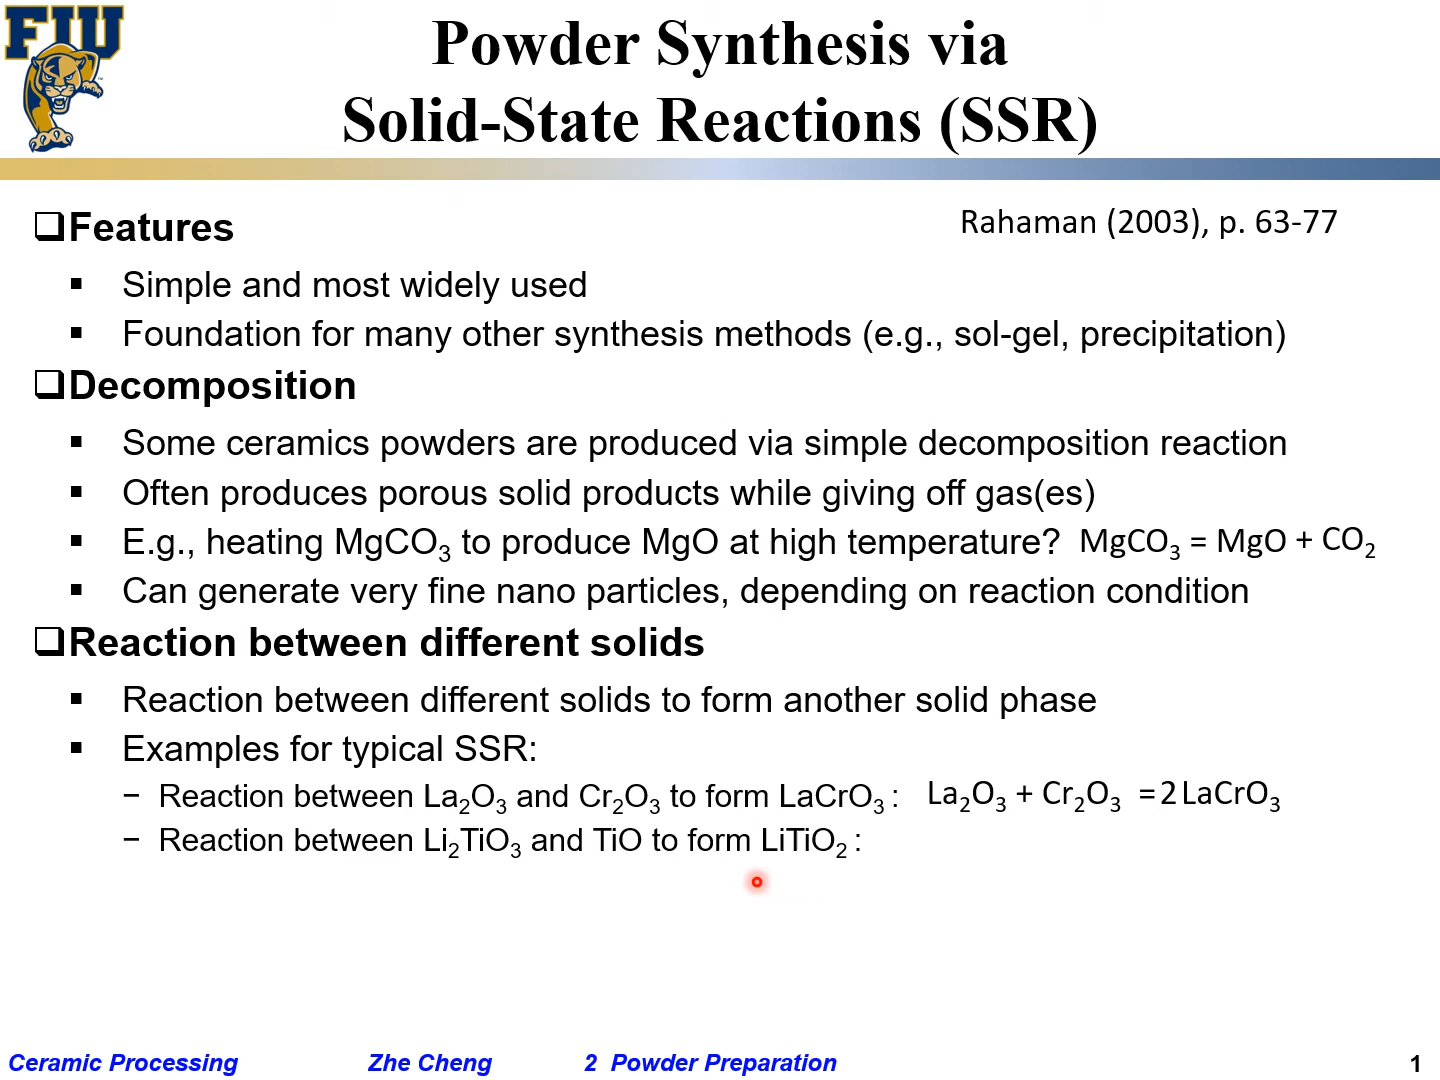 FIU
Powder Synthesis via
Solid-State Reactions (SSR)
❑Features
Rahaman (2003), p. 63-77
▪ Simple and most widely used
▪ Foundation for many other synthesis methods (e.g., sol-gel, precipitation)
❑Decomposition
▪ Some ceramics powders are produced via simple decomposition reaction
▪ Often produces porous solid products while giving off gas(es)
▪ E.g., heating MgCO₃ to produce MgO at high temperature? MgCO₃ = MgO + CO₂
▪ Can generate very fine nano particles, depending on reaction condition
❑Reaction between different solids
▪ Reaction between different solids to form another solid phase
▪ Examples for typical SSR:
− Reaction between La₂O₃ and Cr₂O₃ to form LaCrO₃ : La₂O₃ + Cr₂O₃ = 2 LaCrO₃
− Reaction between Li₂TiO₃ and TiO to form LiTiO₂ :
Ceramic Processing Zhe Cheng 2 Powder Preparation 1